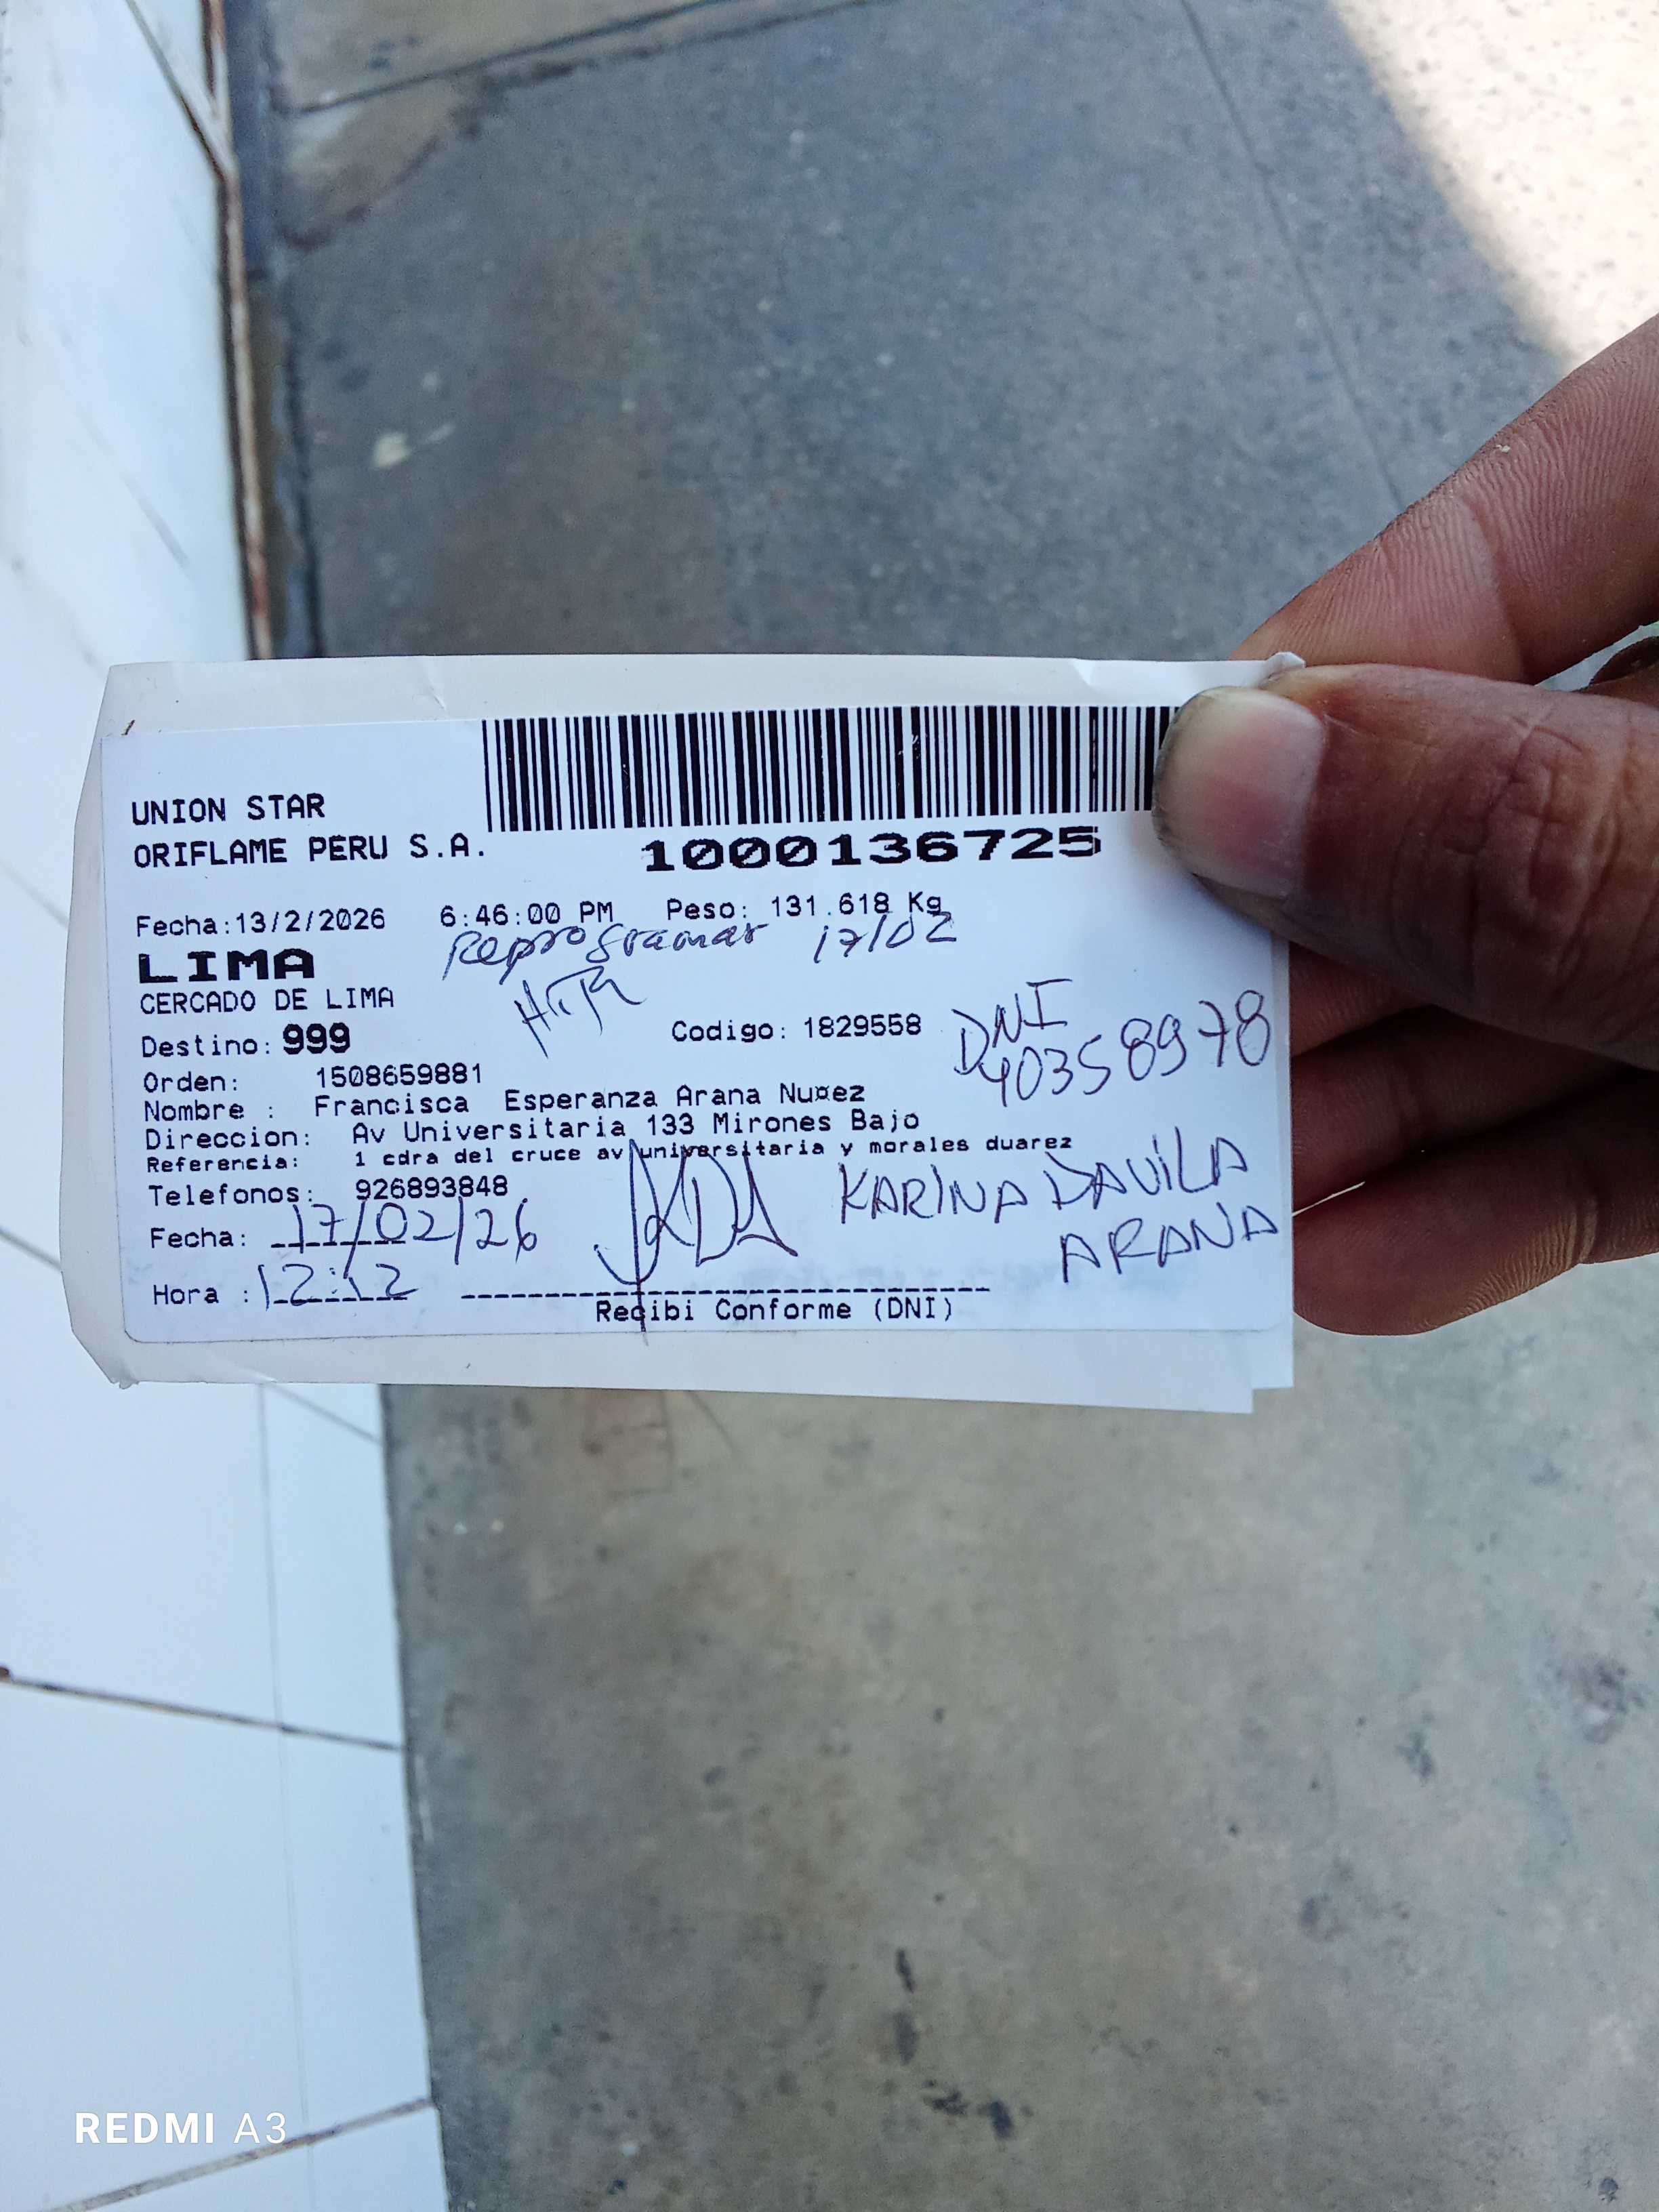 UNION STAR
ORIFLAME PERU S.A.
1000136725
Fecha:13/2/2026 6:46:00 PM Peso: 131.618 Kg
Reprogramar 17/02
LIMA
CERCADO DE LIMA
Destino: 999 Codigo: 1829558
DNI
40358978
Orden: 1508659881
Nombre : Francisca Esperanza Arana Nu¤ez
Direccion: Av Universitaria 133 Mirones Bajo
Referencia: 1 cdra del cruce av universitaria y morales duarez
Telefonos: 926893848
KARINA DAVILA
ARANA
Fecha: 17/02/26
Hora : 12:12
Recibi Conforme (DNI)
REDMI A3